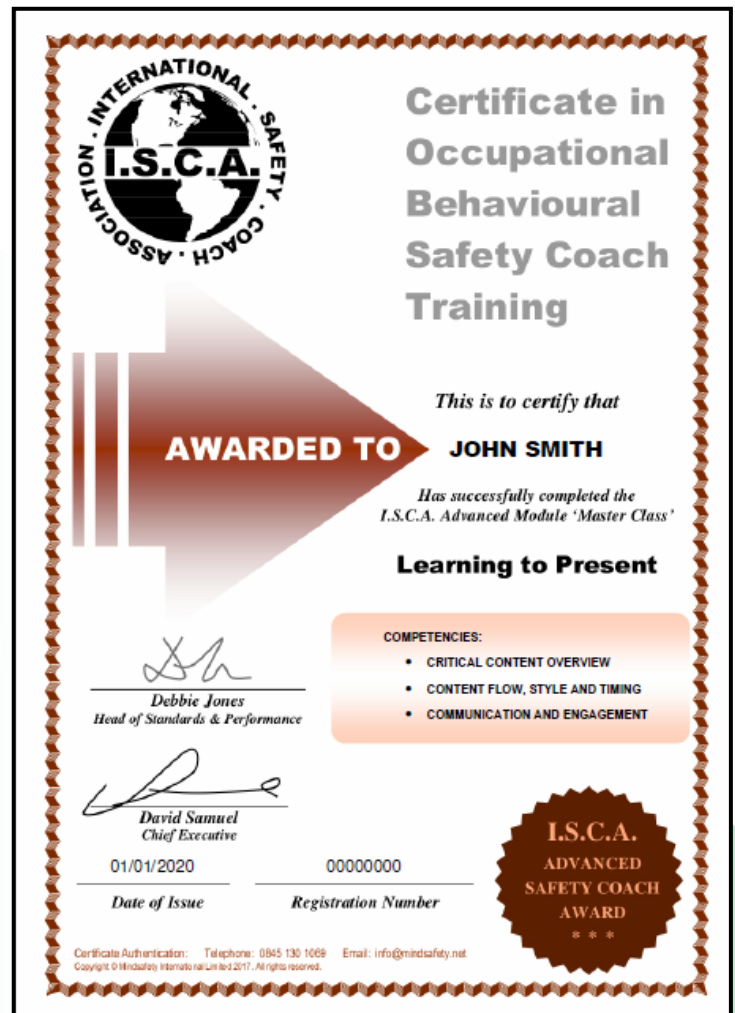 INTERNATIONAL . SAFETY . COACH . ASSOCIATION .
I.S.C.A.
Certificate in
Occupational
Behavioural
Safety Coach
Training
This is to certify that
AWARDED TO
JOHN SMITH
Has successfully completed the
I.S.C.A. Advanced Module ‘Master Class’
Learning to Present
COMPETENCIES:
• CRITICAL CONTENT OVERVIEW
• CONTENT FLOW, STYLE AND TIMING
• COMMUNICATION AND ENGAGEMENT
Debbie Jones
Head of Standards & Performance
David Samuel
Chief Executive
01/01/2020
Date of Issue
00000000
Registration Number
I.S.C.A.
ADVANCED
SAFETY COACH
AWARD
* * *
Certificate Authentication: Telephone: 0845 130 1069 Email: info@mindsafety.net
Copyright © Mindsafety International Limited 2017. All rights reserved.